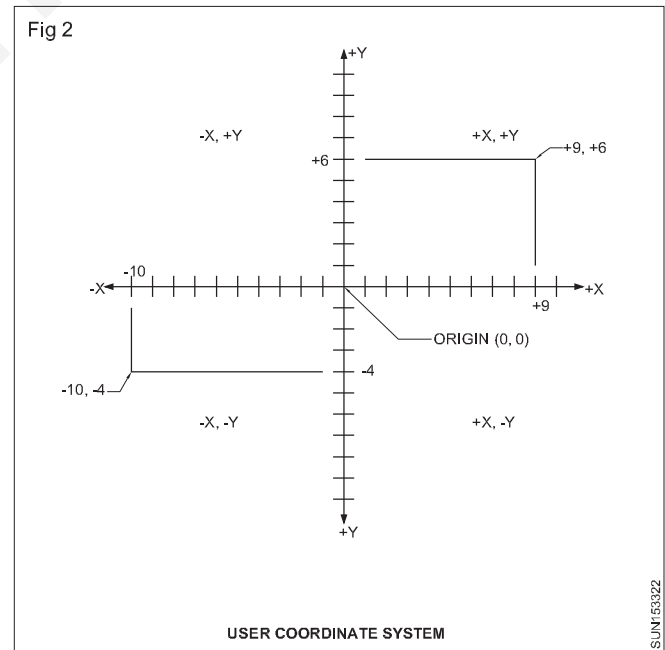 Fig 2
+Y
-X, +Y
+X, +Y
+6
+9, +6
-10
-X
+X
+9
ORIGIN (0, 0)
-4
-10, -4
-X, -Y
+X, -Y
+Y
USER COORDINATE SYSTEM
SUN153322